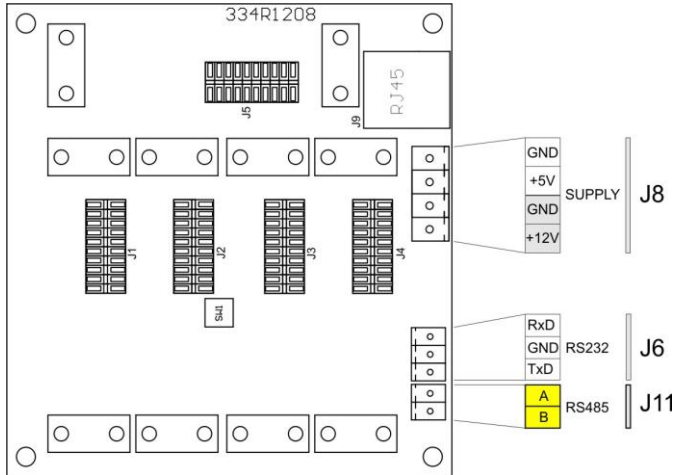 334R1208
RJ45
J5
J9
J1
J2
J3
J4
SW1
GND
+5V
GND
+12V
SUPPLY
J8
RxD
GND
TxD
RS232
J6
A
B
RS485
J11